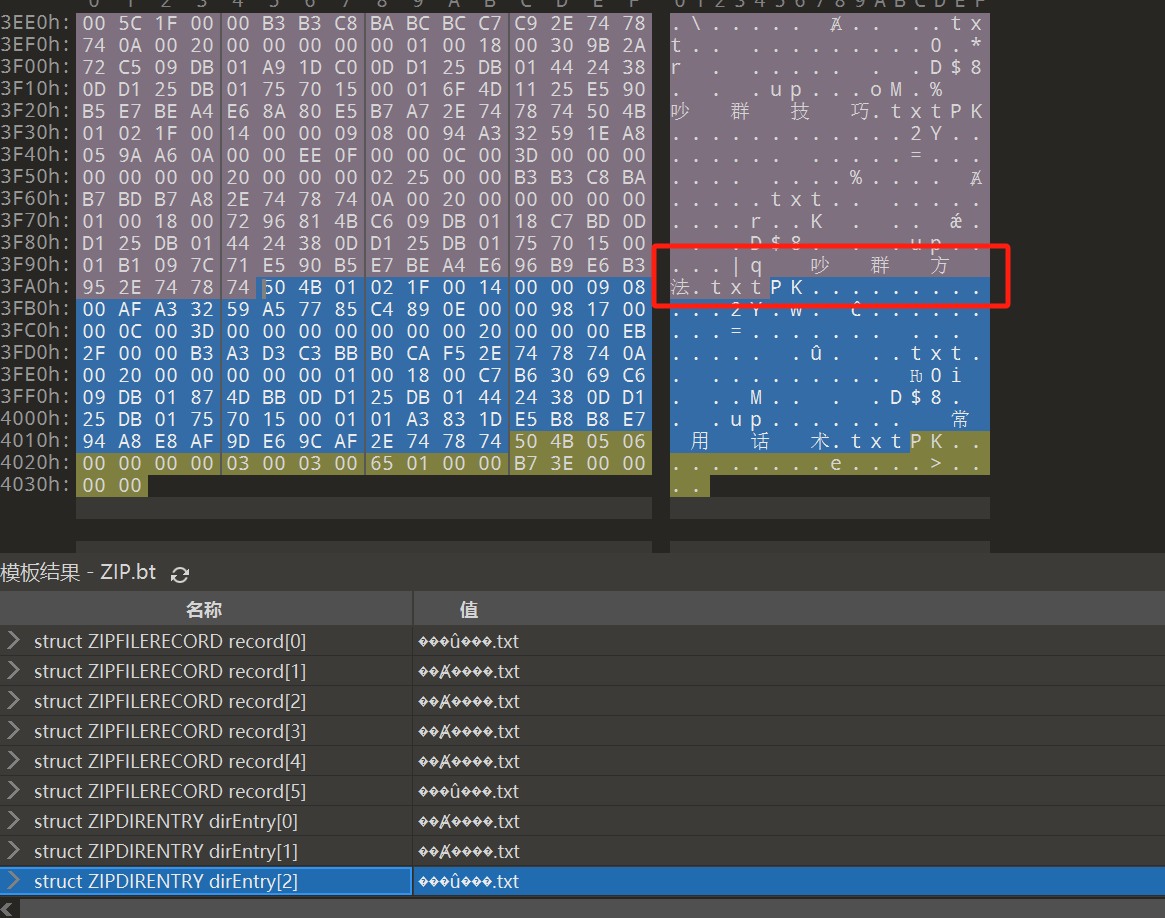 0 1 2 3 4 5 6 7 8 9 A B C D E F 0 1 2 3 4 5 6 7 8 9 A B C D E F
3EE0h: 00 5C 1F 00 00 B3 B3 C8 BA BC BC C7 C9 2E 74 78 .\.....Ⱥ....tx
3EF0h: 74 0A 00 20 00 00 00 00 00 01 00 18 00 30 9B 2A t............0.*
3F00h: 72 C5 09 DB 01 A9 1D C0 0D D1 25 DB 01 44 24 38 r . ...... . .D$8
3F10h: 0D D1 25 DB 01 75 70 15 00 01 6F 4D 11 25 E5 90 . . ..up...oM.%
3F20h: B5 E7 BE A4 E6 8A 80 E5 B7 A7 2E 74 78 74 50 4B 吵 群 技 巧.txtPK
3F30h: 01 02 1F 00 14 00 00 09 08 00 94 A3 32 59 1E A8 ............2Y..
3F40h: 05 9A A6 0A 00 00 EE 0F 00 00 0C 00 3D 00 00 00 ..... ......=...
3F50h: 00 00 00 00 20 00 00 00 02 25 00 00 B3 B3 C8 BA .........%.... Ⱥ
3F60h: B7 BD B7 A8 2E 74 78 74 0A 00 20 00 00 00 00 00 .....txt.. .....
3F70h: 01 00 18 00 72 96 81 4B C6 09 DB 01 18 C7 BD 0D ....r..K ... ǽ.
3F80h: D1 25 DB 01 44 24 38 0D D1 25 DB 01 75 70 15 00 ....D$8. ...up..
3F90h: 01 B1 09 7C 71 E5 90 B5 E7 BE A4 E6 96 B9 E6 B3 ...|q 吵 群 方
3FA0h: 95 2E 74 78 74 50 4B 01 02 1F 00 14 00 00 09 08 法.txtPK.........
3FB0h: 00 AF A3 32 59 A5 77 85 C4 89 0E 00 00 98 17 00 ...2Y.w. ĉ......
3FC0h: 00 0C 00 3D 00 00 00 00 00 00 00 20 00 00 00 EB ...=....... ...
3FD0h: 2F 00 00 B3 A3 D3 C3 BB B0 CA F5 2E 74 78 74 0A ..... .û. ...txt.
3FE0h: 00 20 00 00 00 00 00 01 00 18 00 C7 B6 30 69 C6 . .......... Ƕ0i
3FF0h: 09 DB 01 87 4D BB 0D D1 25 DB 01 44 24 38 0D D1 . ..M.. . ..D$8.
4000h: 25 DB 01 75 70 15 00 01 01 A3 83 1D E5 B8 B8 E7 . ..up....... 常
4010h: 94 A8 E8 AF 9D E6 9C AF 2E 74 78 74 50 4B 05 06 用 话 术.txtPK..
4020h: 00 00 00 00 03 00 03 00 65 01 00 00 B7 3E 00 00 ........e....>..
4030h: 00 00 ..
模板结果 - ZIP.bt
名称 值
struct ZIPFILERECORD record[0] ���û���.txt
struct ZIPFILERECORD record[1] ��Ⱥ����.txt
struct ZIPFILERECORD record[2] ��Ⱥ����.txt
struct ZIPFILERECORD record[3] ��Ⱥ����.txt
struct ZIPFILERECORD record[4] ��Ⱥ����.txt
struct ZIPFILERECORD record[5] ���û���.txt
struct ZIPDIRENTRY dirEntry[0] ��Ⱥ����.txt
struct ZIPDIRENTRY dirEntry[1] ��Ⱥ����.txt
struct ZIPDIRENTRY dirEntry[2] ���û���.txt